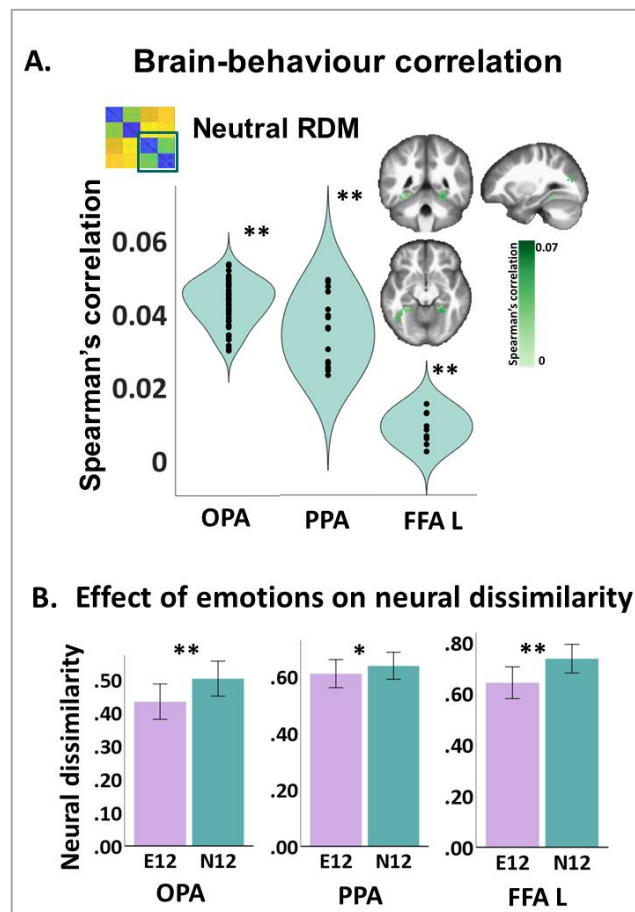 A. Brain-behaviour correlation
Neutral RDM
Spearman's correlation
0.06
0.04
0.02
0
**
**
**
OPA
PPA
FFA L
Spearman's correlation
0.07
0
B. Effect of emotions on neural dissimilarity
Neural dissimilarity
.50
.40
.30
.20
.10
.00
**
E12 N12
OPA
.60
.40
.20
.00
*
E12 N12
PPA
.80
.60
.40
.20
.00
**
E12 N12
FFA L